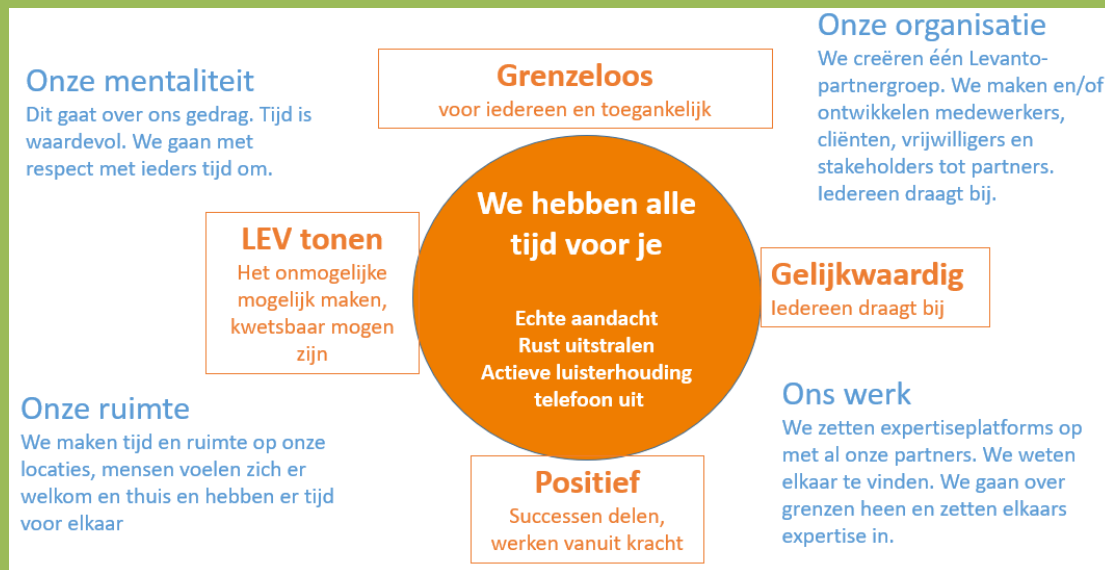 Onze mentaliteit
Dit gaat over ons gedrag. Tijd is
waardevol. We gaan met
respect met ieders tijd om.
Grenzeloos
voor iedereen en toegankelijk
Onze organisatie
We creëren één Levanto-
partnergroep. We maken en/of
ontwikkelen medewerkers,
cliënten, vrijwilligers en
stakeholders tot partners.
Iedereen draagt bij.
LEV tonen
Het onmogelijke
mogelijk maken,
kwetsbaar mogen
zijn
We hebben alle
tijd voor je
Echte aandacht
Rust uitstralen
Actieve luisterhouding
telefoon uit
Gelijkwaardig
Iedereen draagt bij
Onze ruimte
We maken tijd en ruimte op onze
locaties, mensen voelen zich er
welkom en thuis en hebben er tijd
voor elkaar
Positief
Successen delen,
werken vanuit kracht
Ons werk
We zetten expertiseplatforms op
met al onze partners. We weten
elkaar te vinden. We gaan over
grenzen heen en zetten elkaars
expertise in.